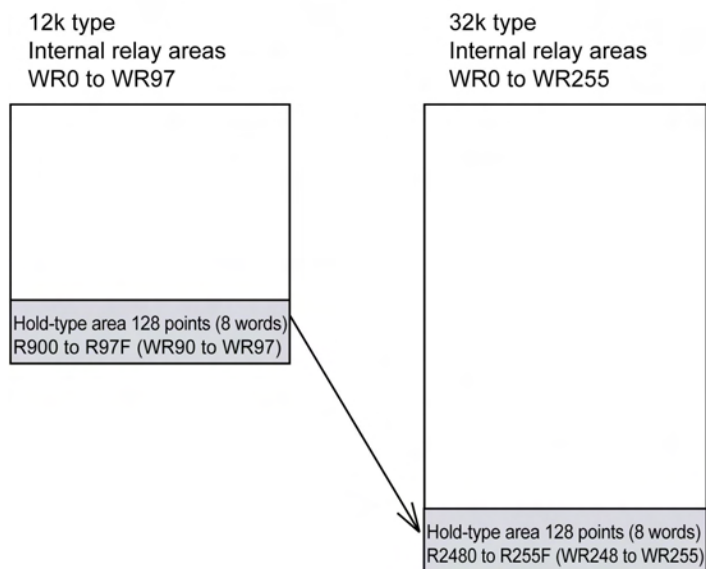 12k type
Internal relay areas
WR0 to WR97
Hold-type area 128 points (8 words)
R900 to R97F (WR90 to WR97)
32k type
Internal relay areas
WR0 to WR255
Hold-type area 128 points (8 words)
R2480 to R255F (WR248 to WR255)